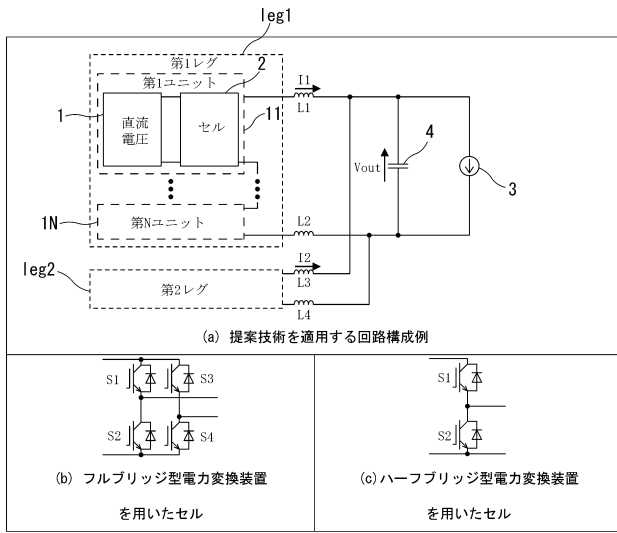 leg1
第1レグ
第1ユニット
2
1
直流
電圧
セル
11
I1
L1
4
Vout
3
1N
第Nユニット
L2
leg2
第2レグ
I2
L3
L4
(a) 提案技術を適用する回路構成例
S1
S3
S2
S4
(b) フルブリッジ型電力変換装置
を用いたセル
S1
S2
(c)ハーフブリッジ型電力変換装置
を用いたセル